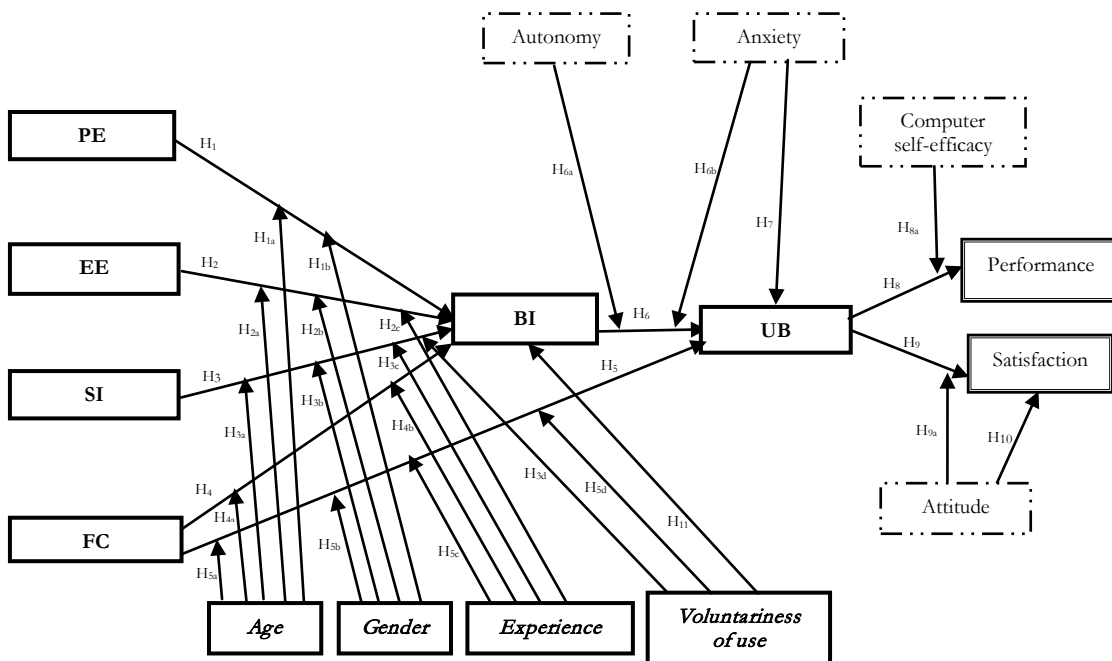 Autonomy
Anxiety
PE
Computer
self-efficacy
H1
H6a
H6b
H7
H8a
H1a
EE
H2
H1b
Performance
H8
BI
H6
UB
H2a
H2b
H2c
H9
Satisfaction
H3c
H5
SI
H3
H3b
H4b
H3a
H9a
H10
H3d
H5d
H4
Attitude
H4a
H11
FC
H5b
H5c
H5a
Age
Gender
Experience
Voluntariness
of use